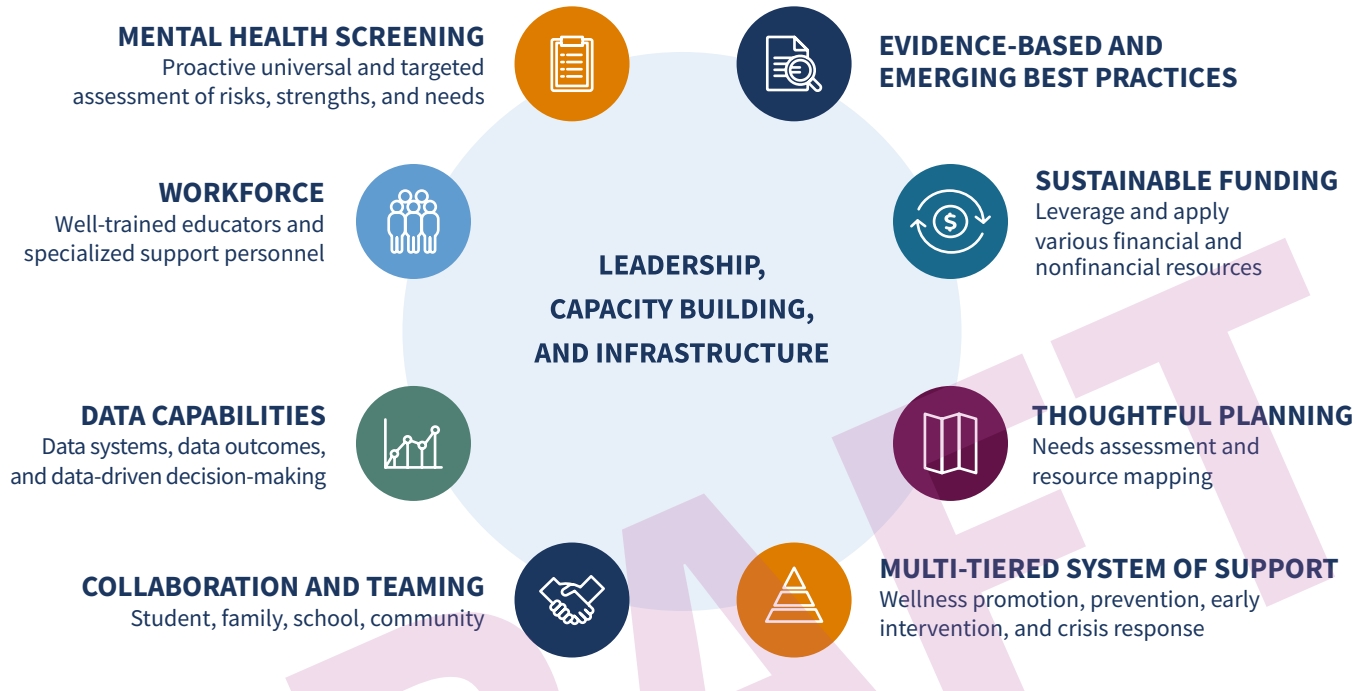 MENTAL HEALTH SCREENING
Proactive universal and targeted
assessment of risks, strengths, and needs
EVIDENCE-BASED AND
EMERGING BEST PRACTICES
WORKFORCE
Well-trained educators and
specialized support personnel
SUSTAINABLE FUNDING
Leverage and apply
various financial and
nonfinancial resources
LEADERSHIP,
CAPACITY BUILDING,
AND INFRASTRUCTURE
DATA CAPABILITIES
Data systems, data outcomes,
and data-driven decision-making
THOUGHTFUL PLANNING
Needs assessment and
resource mapping
COLLABORATION AND TEAMING
Student, family, school, community
MULTI-TIERED SYSTEM OF SUPPORT
Wellness promotion, prevention, early
intervention, and crisis response
$
DRAFT